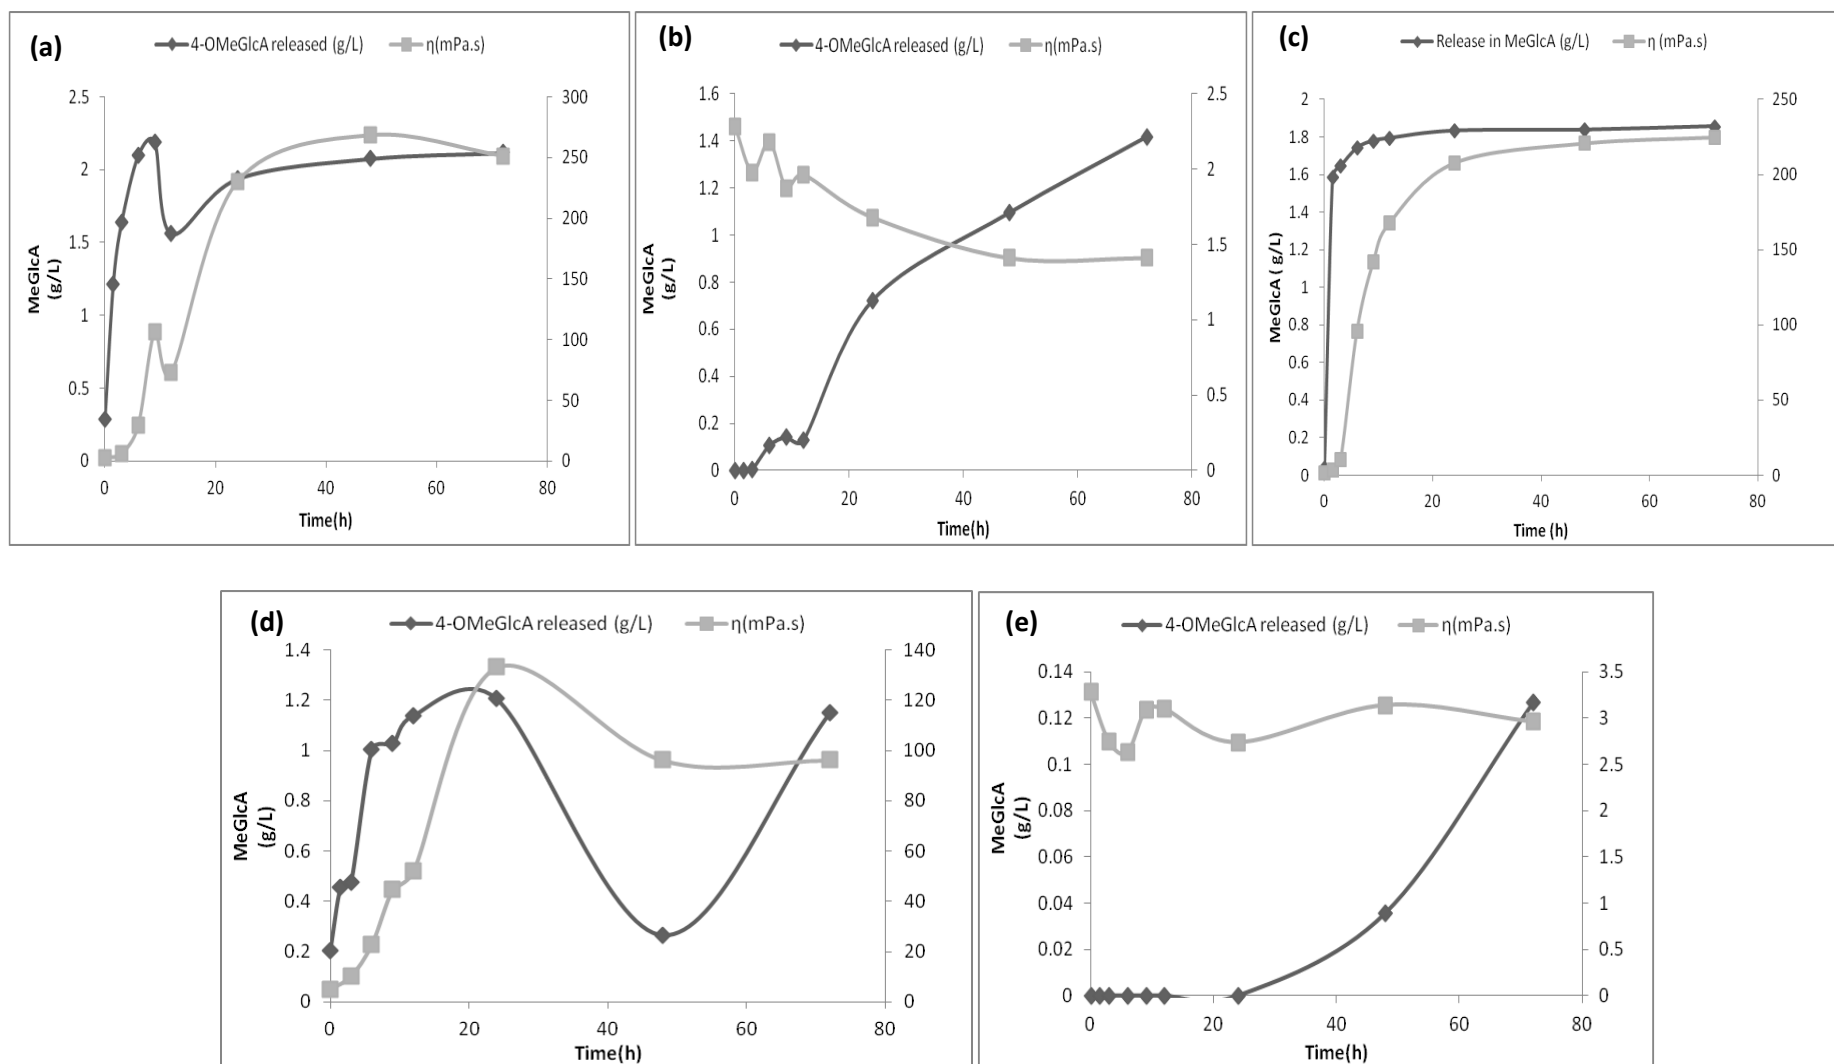 (a)
4-OMeGlcA released (g/L) η(mPa.s)
2.5
2
1.5
1
0.5
0
300
250
200
150
100
50
0
MeGlcA
(g/L)
0 20 40 60 80
Time(h)
(b)
4-OMeGlcA released (g/L) η(mPa.s)
1.6
1.4
1.2
1
0.8
0.6
0.4
0.2
0
2.5
2
1.5
1
0.5
0
MeGlcA
(g/L)
0 20 40 60 80
Time(h)
(c)
Release in MeGlcA (g/L) η (mPa.s)
2
1.8
1.6
1.4
1.2
1
0.8
0.6
0.4
0.2
0
250
200
150
100
50
0
MeGlcA ( g/L)
0 20 40 60 80
Time (h)
(d)
4-OMeGlcA released (g/L) η(mPa.s)
1.4
1.2
1
0.8
0.6
0.4
0.2
0
140
120
100
80
60
40
20
0
MeGlcA
(g/L)
0 20 40 60 80
Time(h)
(e)
4-OMeGlcA released (g/L) η(mPa.s)
0.14
0.12
0.1
0.08
0.06
0.04
0.02
0
3.5
3
2.5
2
1.5
1
0.5
0
MeGlcA
(g/L)
0 20 40 60 80
Time(h)